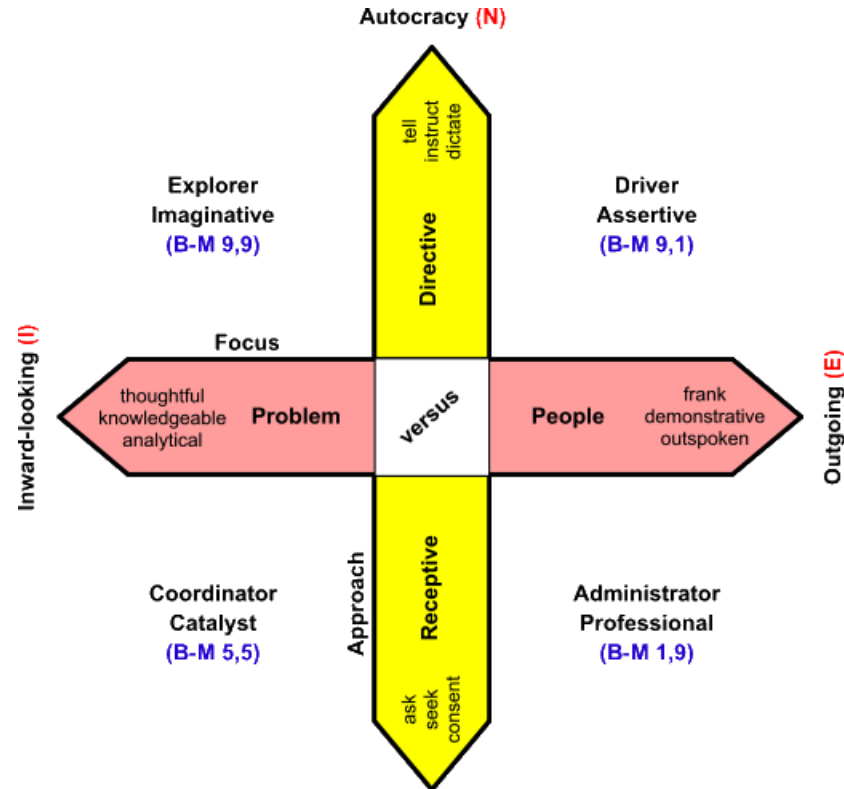 Autocracy (N)
tell
instruct
dictate
Directive
Explorer
Imaginative
(B-M 9,9)
Driver
Assertive
(B-M 9,1)
Inward-looking (I)
Focus
thoughtful
knowledgeable
analytical
Problem
versus
People
frank
demonstrative
outspoken
Outgoing (E)
Approach
Receptive
ask
seek
consent
Coordinator
Catalyst
(B-M 5,5)
Administrator
Professional
(B-M 1,9)